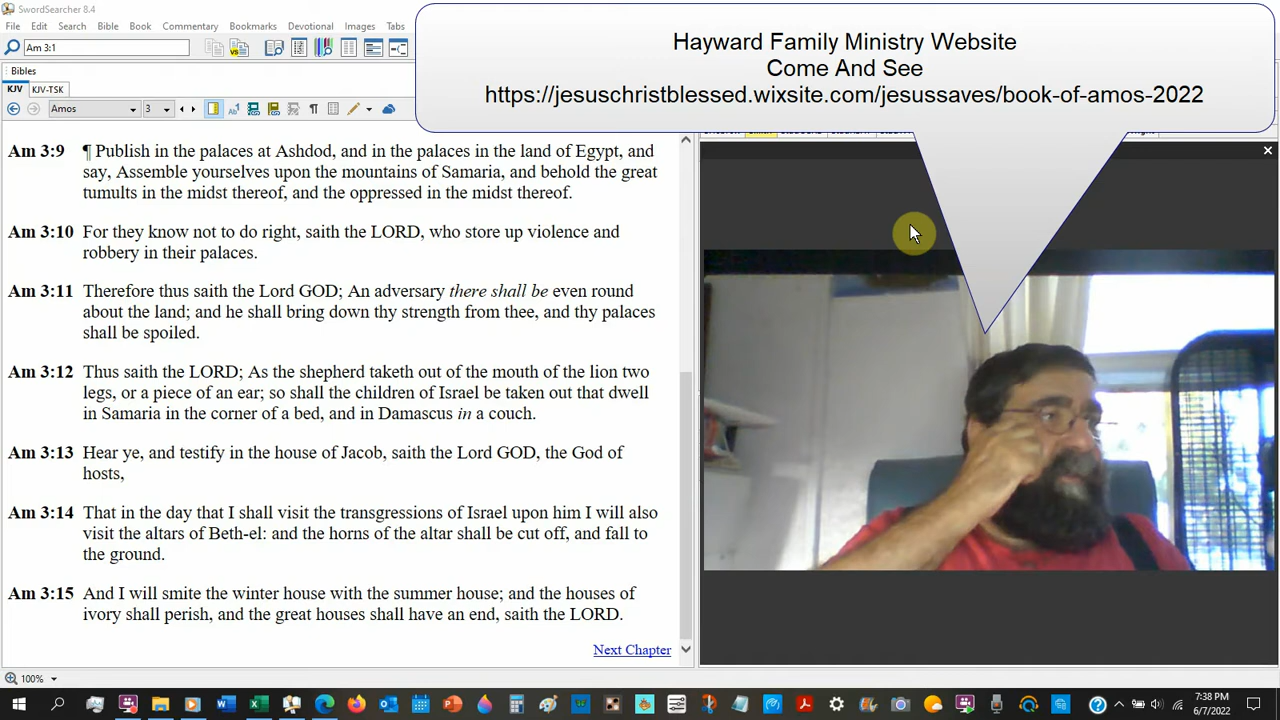 SwordSearcher 8.4
File Edit Search Bible Book Commentary Bookmarks Devotional Images Tabs
Am 3:1
Bibles
KJV KJV-TSK
Amos 3
Hayward Family Ministry Website
Come And See
https://jesuschristblessed.wixsite.com/jesussaves/book-of-amos-2022
Am 3:9 ¶ Publish in the palaces at Ashdod, and in the palaces in the land of Egypt, and
say, Assemble yourselves upon the mountains of Samaria, and behold the great
tumults in the midst thereof, and the oppressed in the midst thereof.
Am 3:10 For they know not to do right, saith the LORD, who store up violence and
robbery in their palaces.
Am 3:11 Therefore thus saith the Lord GOD; An adversary there shall be even round
about the land; and he shall bring down thy strength from thee, and thy palaces
shall be spoiled.
Am 3:12 Thus saith the LORD; As the shepherd taketh out of the mouth of the lion two
legs, or a piece of an ear; so shall the children of Israel be taken out that dwell
in Samaria in the corner of a bed, and in Damascus in a couch.
Am 3:13 Hear ye, and testify in the house of Jacob, saith the Lord GOD, the God of
hosts,
Am 3:14 That in the day that I shall visit the transgressions of Israel upon him I will also
visit the altars of Beth-el: and the horns of the altar shall be cut off, and fall to
the ground.
Am 3:15 And I will smite the winter house with the summer house; and the houses of
ivory shall perish, and the great houses shall have an end, saith the LORD.
Next Chapter
100%
7:38 PM
6/7/2022